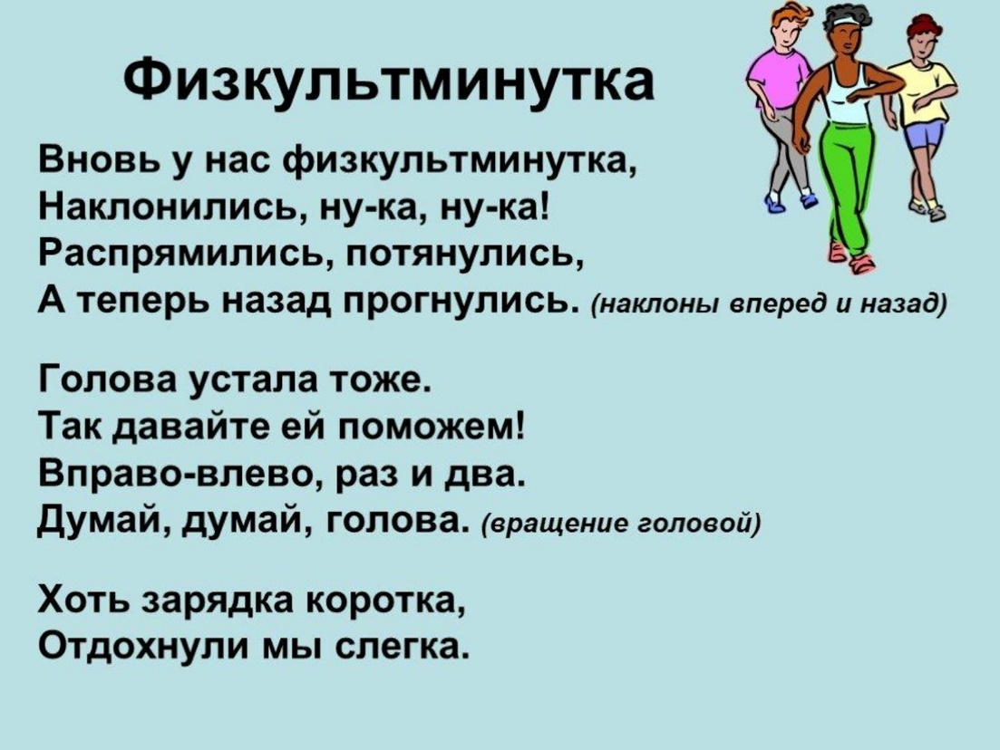 Физкультминутка
Вновь у нас физкультминутка,
Наклонились, ну-ка, ну-ка!
Распрямились, потянулись,
А теперь назад прогнулись. (наклоны вперед и назад)
Голова устала тоже.
Так давайте ей поможем!
Вправо-влево, раз и два.
Думай, думай, голова. (вращение головой)
Хоть зарядка коротка,
Отдохнули мы слегка.